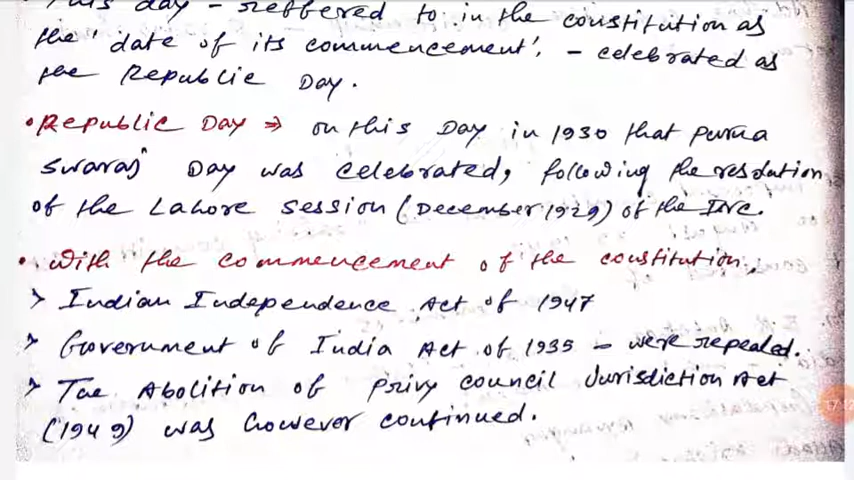 This day - reffered to in the constitution as
the 'date of its commencement', - celebrated as
the Republic Day.
• Republic Day ⇒ on this Day in 1930 that Purna
Swaraj Day was celebrated, following the resolution
of the Lahore Session (December 1929) of the INC.
• With the commencement of the constitution,
> Indian Independence Act of 1947
> Government of India Act of 1935 - were repealed.
> The Abolition of Privy council Jurisdiction Act
(1949) was however continued.